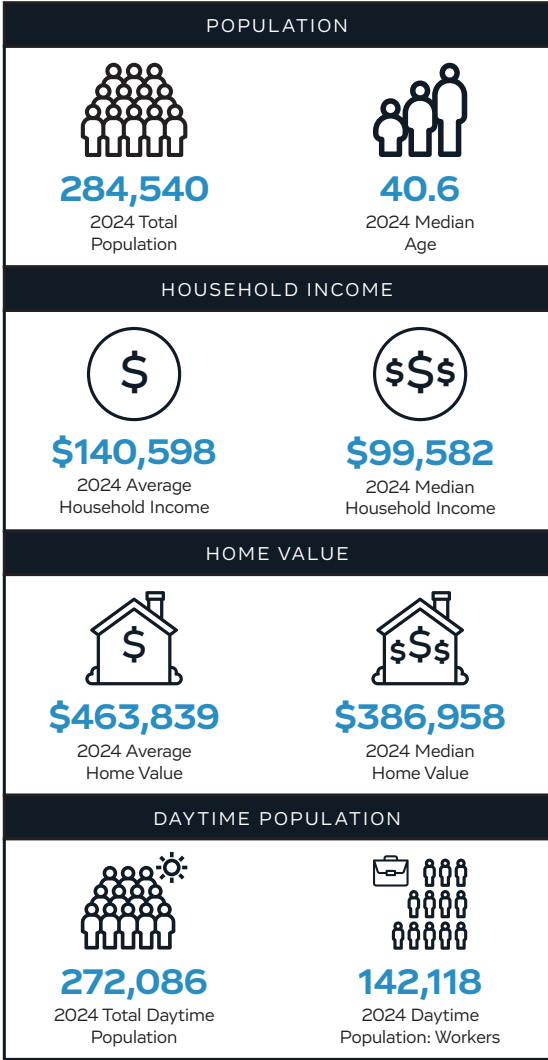 POPULATION
284,540
2024 Total
Population
40.6
2024 Median
Age
HOUSEHOLD INCOME
$
$140,598
2024 Average
Household Income
$$$
$99,582
2024 Median
Household Income
HOME VALUE
$
$463,839
2024 Average
Home Value
$$$
$386,958
2024 Median
Home Value
DAYTIME POPULATION
272,086
2024 Total Daytime
Population
142,118
2024 Daytime
Population: Workers